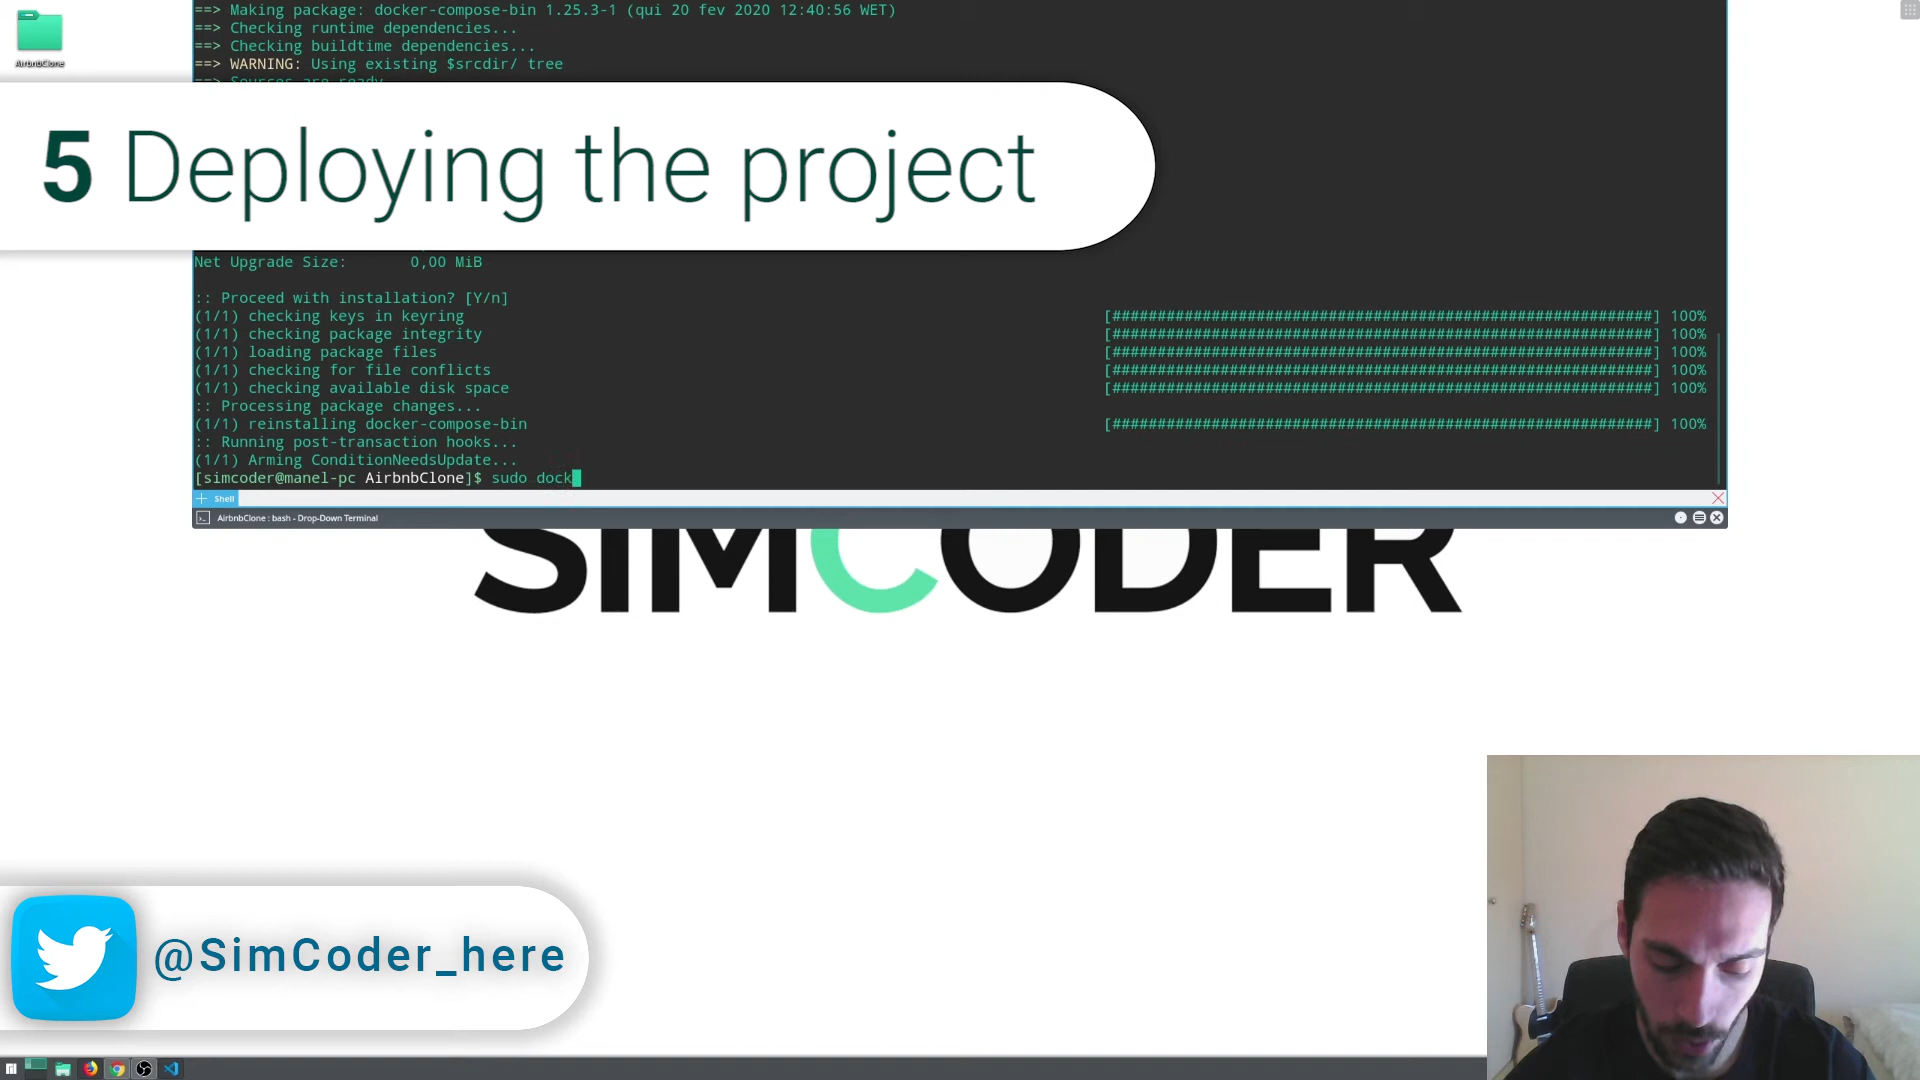 ==> Making package: docker-compose-bin 1.25.3-1 (qui 20 fev 2020 12:40:56 WET)
==> Checking runtime dependencies...
==> Checking buildtime dependencies...
==> WARNING: Using existing $srcdir/ tree
==> Sources are ready
AirbnbClone
5 Deploying the project
Net Upgrade Size: 0,00 MiB
:: Proceed with installation? [Y/n]
(1/1) checking keys in keyring [############################################################] 100%
(1/1) checking package integrity [############################################################] 100%
(1/1) loading package files [############################################################] 100%
(1/1) checking for file conflicts [############################################################] 100%
(1/1) checking available disk space [############################################################] 100%
:: Processing package changes...
(1/1) reinstalling docker-compose-bin [############################################################] 100%
:: Running post-transaction hooks...
(1/1) Arming ConditionNeedsUpdate...
[simcoder@manel-pc AirbnbClone]$ sudo dock
Shell
AirbnbClone : bash - Drop-Down Terminal
SIMCODER
@SimCoder_here